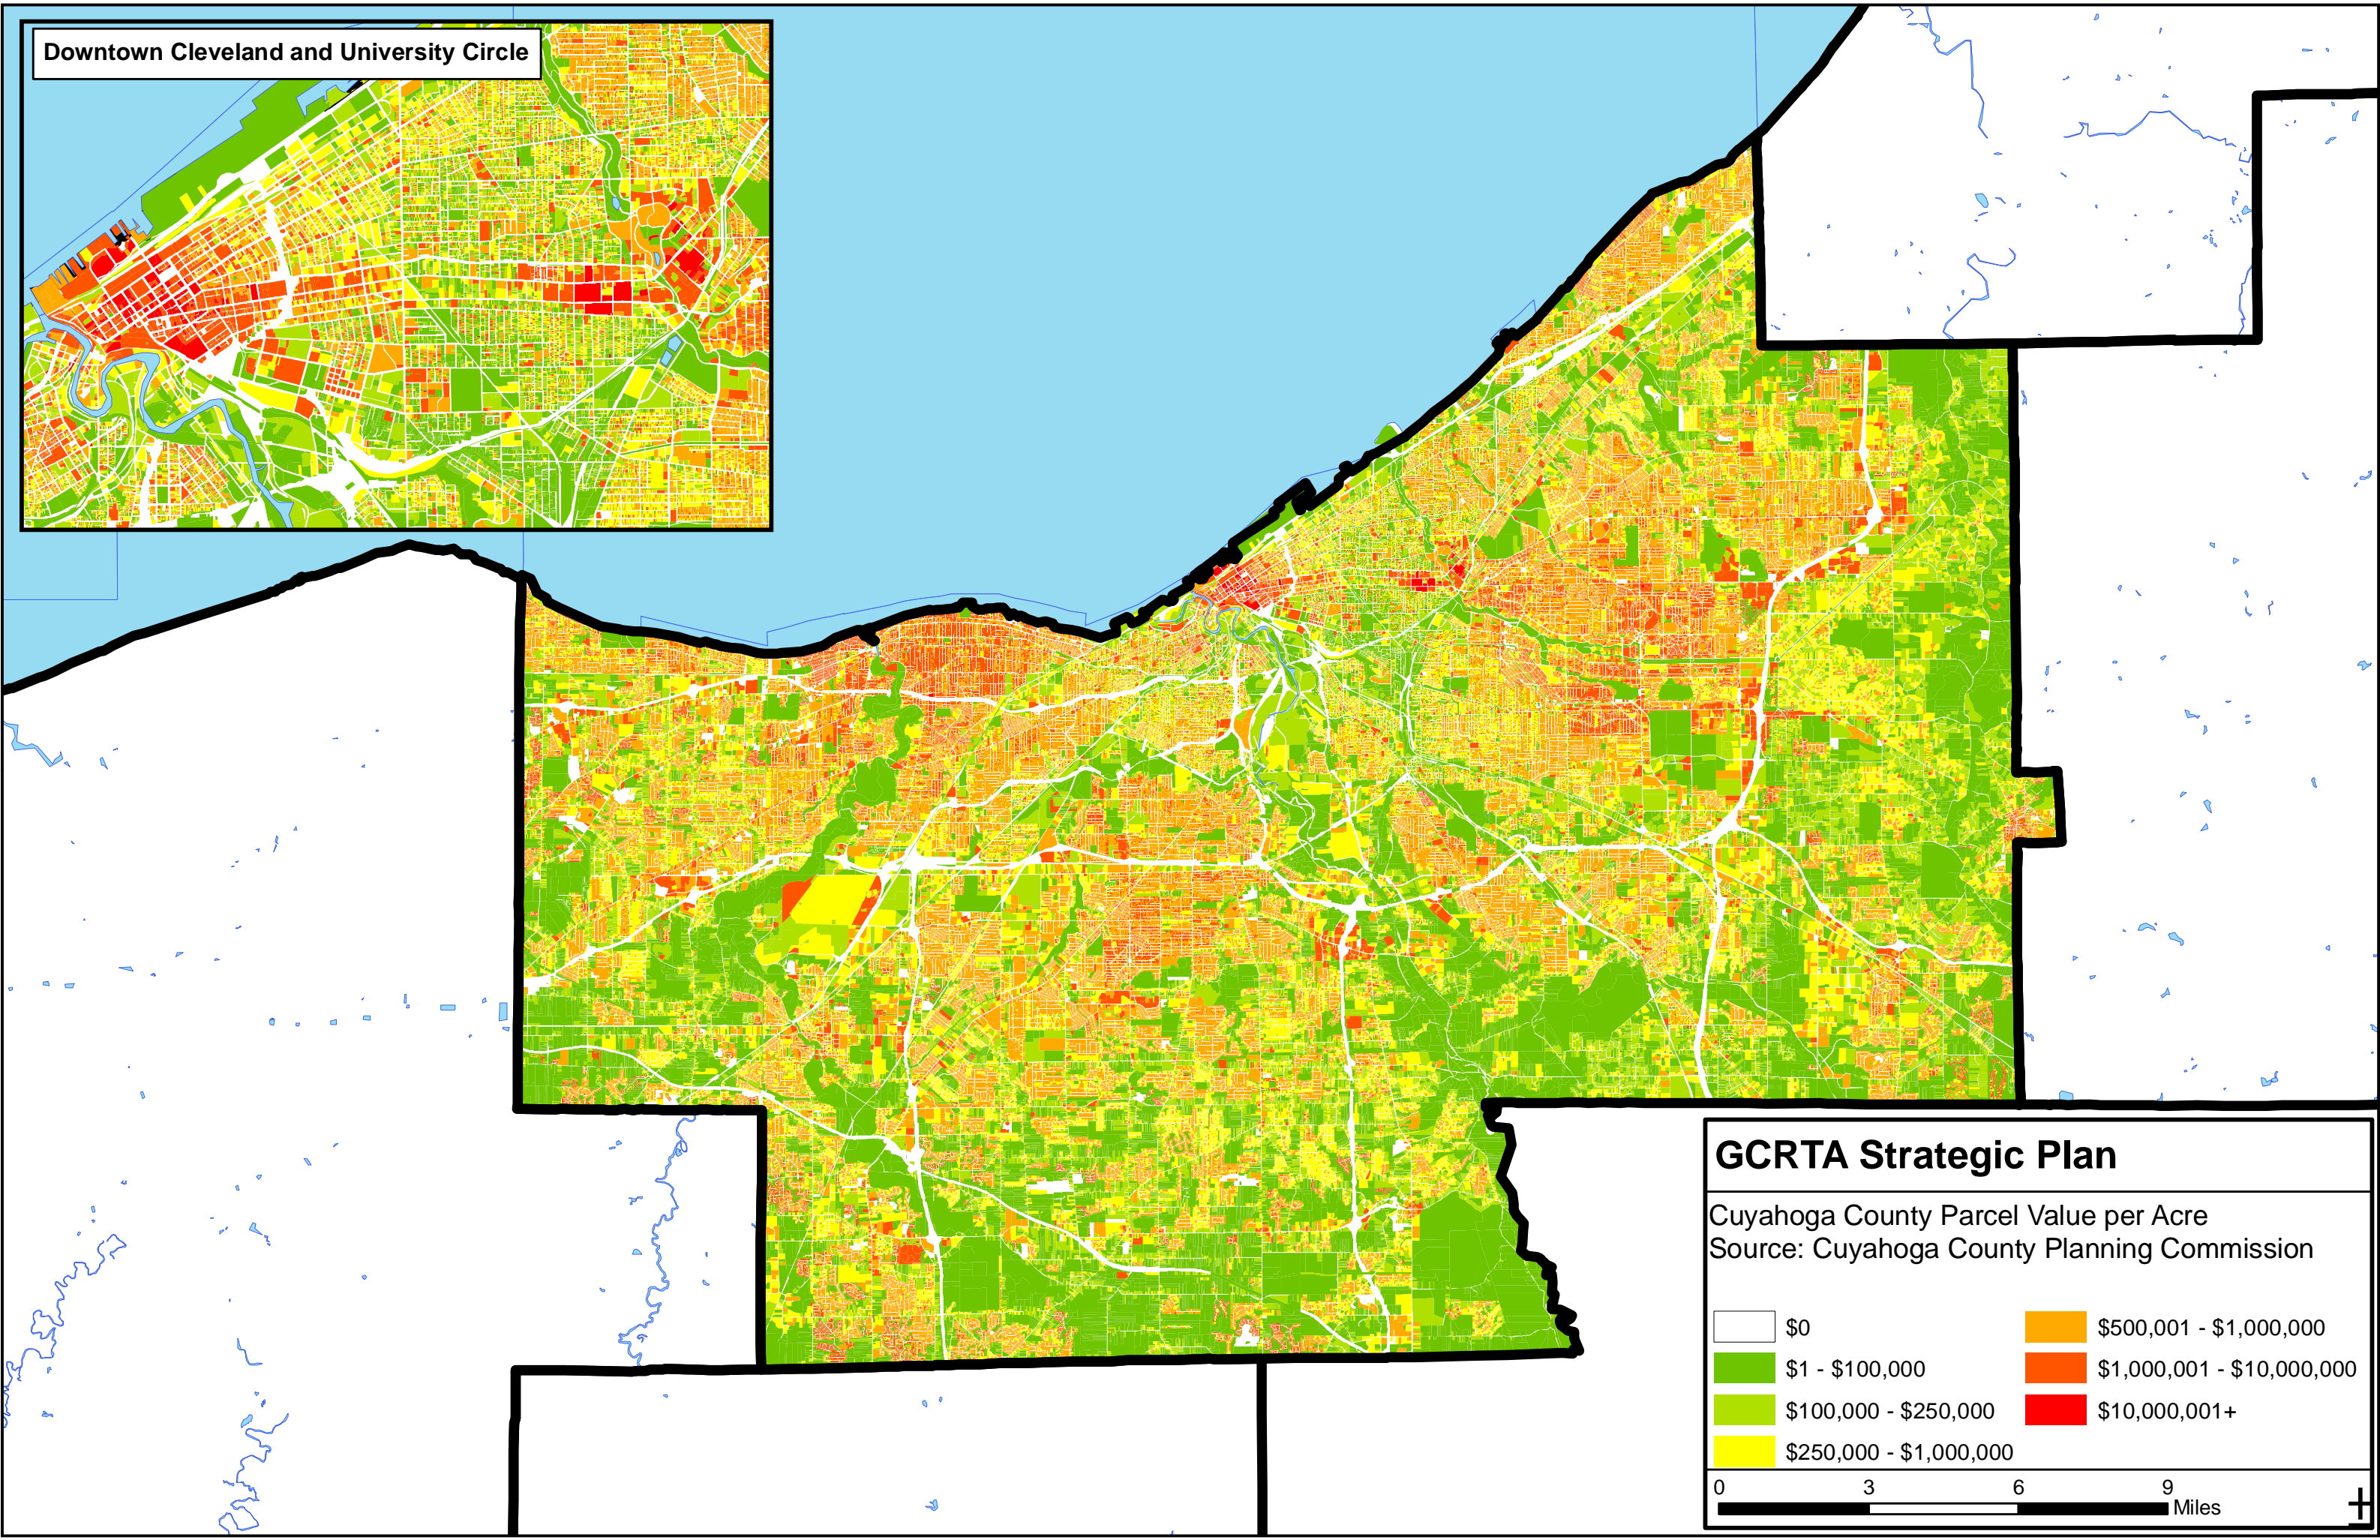 Downtown Cleveland and University Circle
GCRTA Strategic Plan
Cuyahoga County Parcel Value per Acre
Source: Cuyahoga County Planning Commission
$0
$1 - $100,000
$100,000 - $250,000
$250,000 - $1,000,000
$500,001 - $1,000,000
$1,000,001 - $10,000,000
$10,000,001+
0 3 6 9
Miles